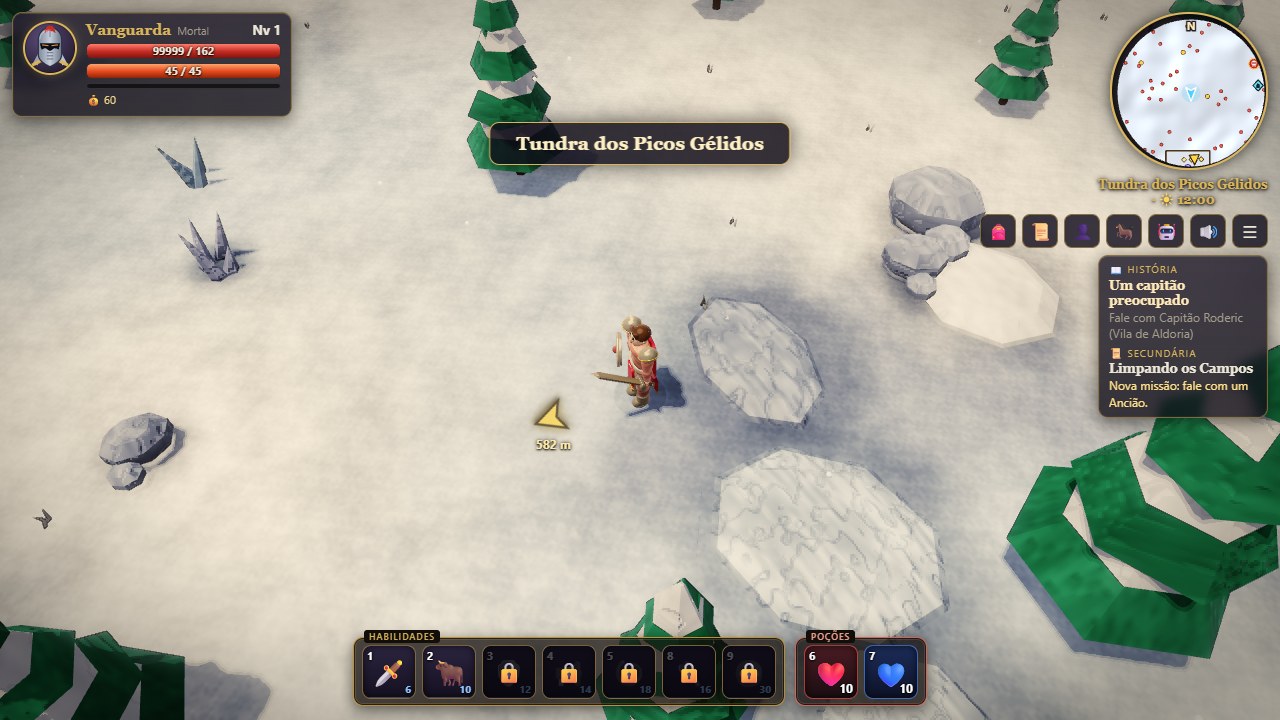 Vanguarda Mortal Nv 1
99999 / 162
45 / 45
60
Tundra dos Picos Gélidos
N
Tundra dos Picos Gélidos
- ☀ 12:00
HISTÓRIA
Um capitão
preocupado
Fale com Capitão Roderic
(Vila de Aldoria)
SECUNDÁRIA
Limpando os Campos
Nova missão: fale com um
Ancião.
582 m
HABILIDADES
1 6
2 10
3 12
4 14
5 18
8 16
9 30
POÇÕES
6 10
7 10